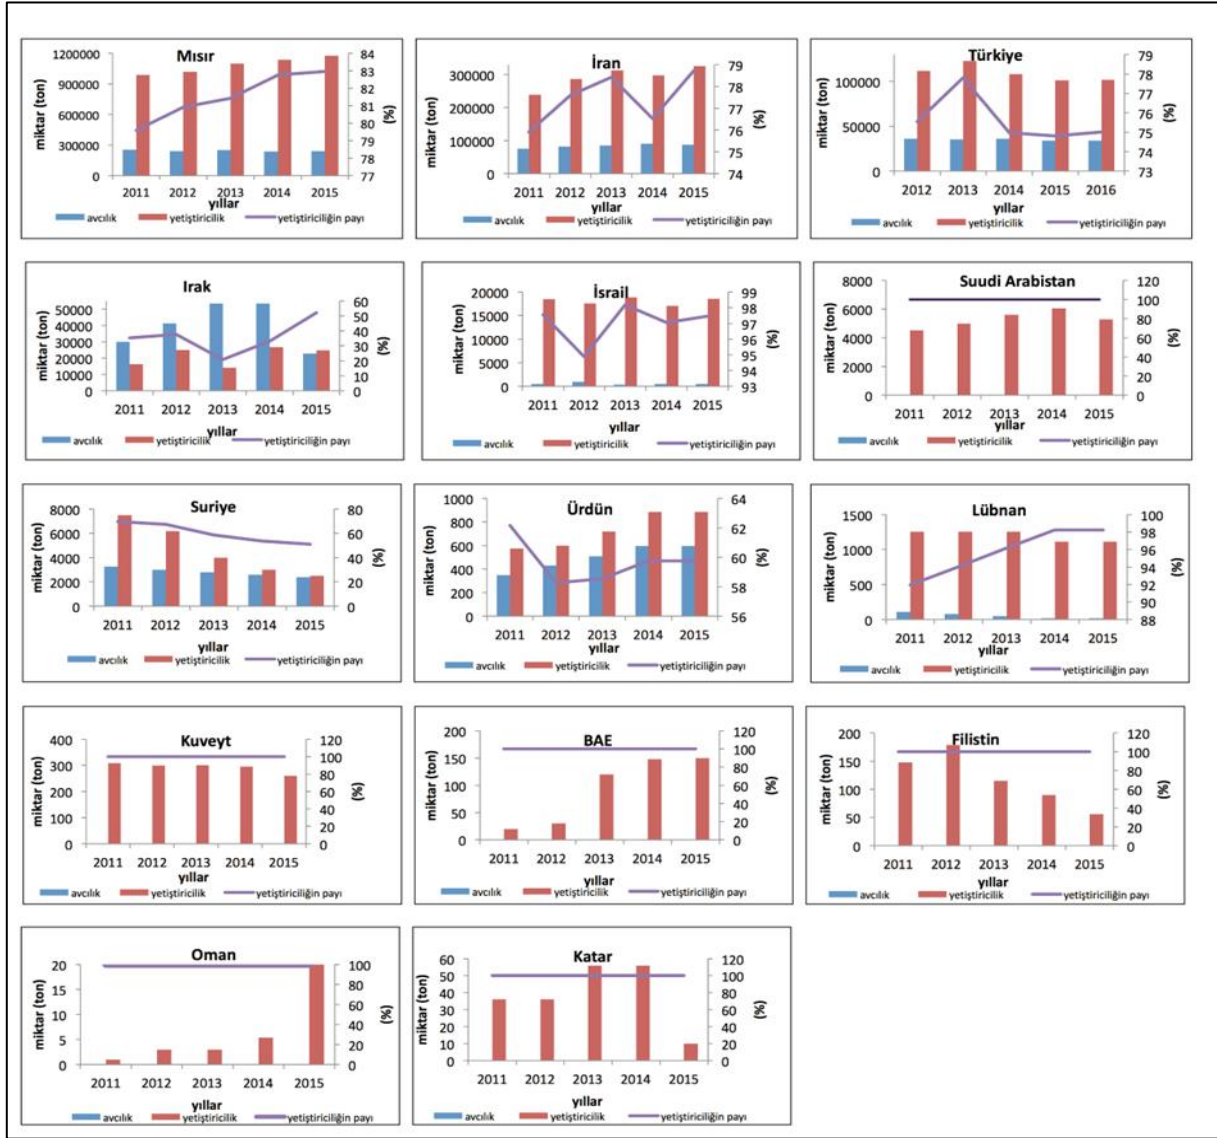 Mısır
miktar (ton)
1200000
900000
600000
300000
0
84
83
82
81
80
79
78
77
(%)
2011 2012 2013 2014 2015
yıllar
avcılık yetiştiricilik yetiştiriciliğin payı
İran
miktar (ton)
300000
200000
100000
0
79
78
77
76
75
74
(%)
2011 2012 2013 2014 2015
yıllar
avcılık yetiştiricilik yetiştiriciliğin payı
Türkiye
miktar (ton)
100000
50000
0
79
78
77
76
75
74
73
(%)
2012 2013 2014 2015 2016
yıllar
avcılık yetiştiricilik yetiştiriciliğin payı
Irak
miktar (ton)
50000
40000
30000
20000
10000
0
60
50
40
30
20
10
0
(%)
2011 2012 2013 2014 2015
yıllar
avcılık yetiştiricilik yetiştiriciliğin payı
İsrail
miktar (ton)
20000
15000
10000
5000
0
99
98
97
96
95
94
93
(%)
2011 2012 2013 2014 2015
yıllar
avcılık yetiştiricilik yetiştiriciliğin payı
Suudi Arabistan
miktar (ton)
8000
6000
4000
2000
0
120
100
80
60
40
20
0
(%)
2011 2012 2013 2014 2015
yıllar
avcılık yetiştiricilik yetiştiriciliğin payı
Suriye
miktar (ton)
8000
6000
4000
2000
0
80
60
40
20
0
(%)
2011 2012 2013 2014 2015
yıllar
avcılık yetiştiricilik yetiştiriciliğin payı
Ürdün
miktar (ton)
1000
800
600
400
200
0
64
62
60
58
56
(%)
2011 2012 2013 2014 2015
yıllar
avcılık yetiştiricilik yetiştiriciliğin payı
Lübnan
miktar (ton)
1500
1000
500
0
100
98
96
94
92
90
88
(%)
2011 2012 2013 2014 2015
yıllar
avcılık yetiştiricilik yetiştiriciliğin payı
Kuveyt
miktar (ton)
400
300
200
100
0
120
100
80
60
40
20
0
(%)
2011 2012 2013 2014 2015
yıllar
avcılık yetiştiricilik yetiştiriciliğin payı
BAE
miktar (ton)
200
150
100
50
0
120
100
80
60
40
20
0
(%)
2011 2012 2013 2014 2015
yıllar
avcılık yetiştiricilik yetiştiriciliğin payı
Filistin
miktar (ton)
200
150
100
50
0
120
100
80
60
40
20
0
(%)
2011 2012 2013 2014 2015
yıllar
avcılık yetiştiricilik yetiştiriciliğin payı
Oman
miktar (ton)
20
15
10
5
0
100
80
60
40
20
0
(%)
2011 2012 2013 2014 2015
yıllar
avcılık yetiştiricilik yetiştiriciliğin payı
Katar
miktar (ton)
60
50
40
30
20
10
0
120
100
80
60
40
20
0
(%)
2011 2012 2013 2014 2015
yıllar
avcılık yetiştiricilik yetiştiriciliğin payı